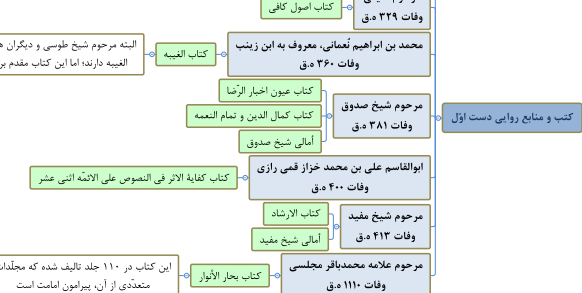 کتب و منابع روایی دست اوّل
وفات ۳۲۹ ه.ق
کتاب اصول کافی
محمد بن ابراهیم نُعمانی، معروف به ابن زینب
وفات ۳۶۰ ه.ق
کتاب الغیبه
البته مرحوم شیخ طوسی و دیگران
الغیبه دارند؛ اما این کتاب مقدم
مرحوم شیخ صدوق
وفات ۳۸۱ ه.ق
کتاب عیون اخبار الرّضا
کتاب کمال الدین و تمام النعمه
أمالی شیخ صدوق
ابوالقاسم علی بن محمد خزاز قمی رازی
وفات ۴۰۰ ه.ق
کتاب کفایة الاثر فی النصوص علی الائمّه اثنی عشر
مرحوم شیخ مفید
وفات ۴۱۳ ه.ق
کتاب الارشاد
أمالی شیخ مفید
مرحوم علامه محمدباقر مجلسی
وفات ۱۱۱۰ ه.ق
کتاب بحار الأنوار
این کتاب در ۱۱۰ جلد تالیف شده که مجلّدات
متعدّدی از آن، پیرامون امامت است